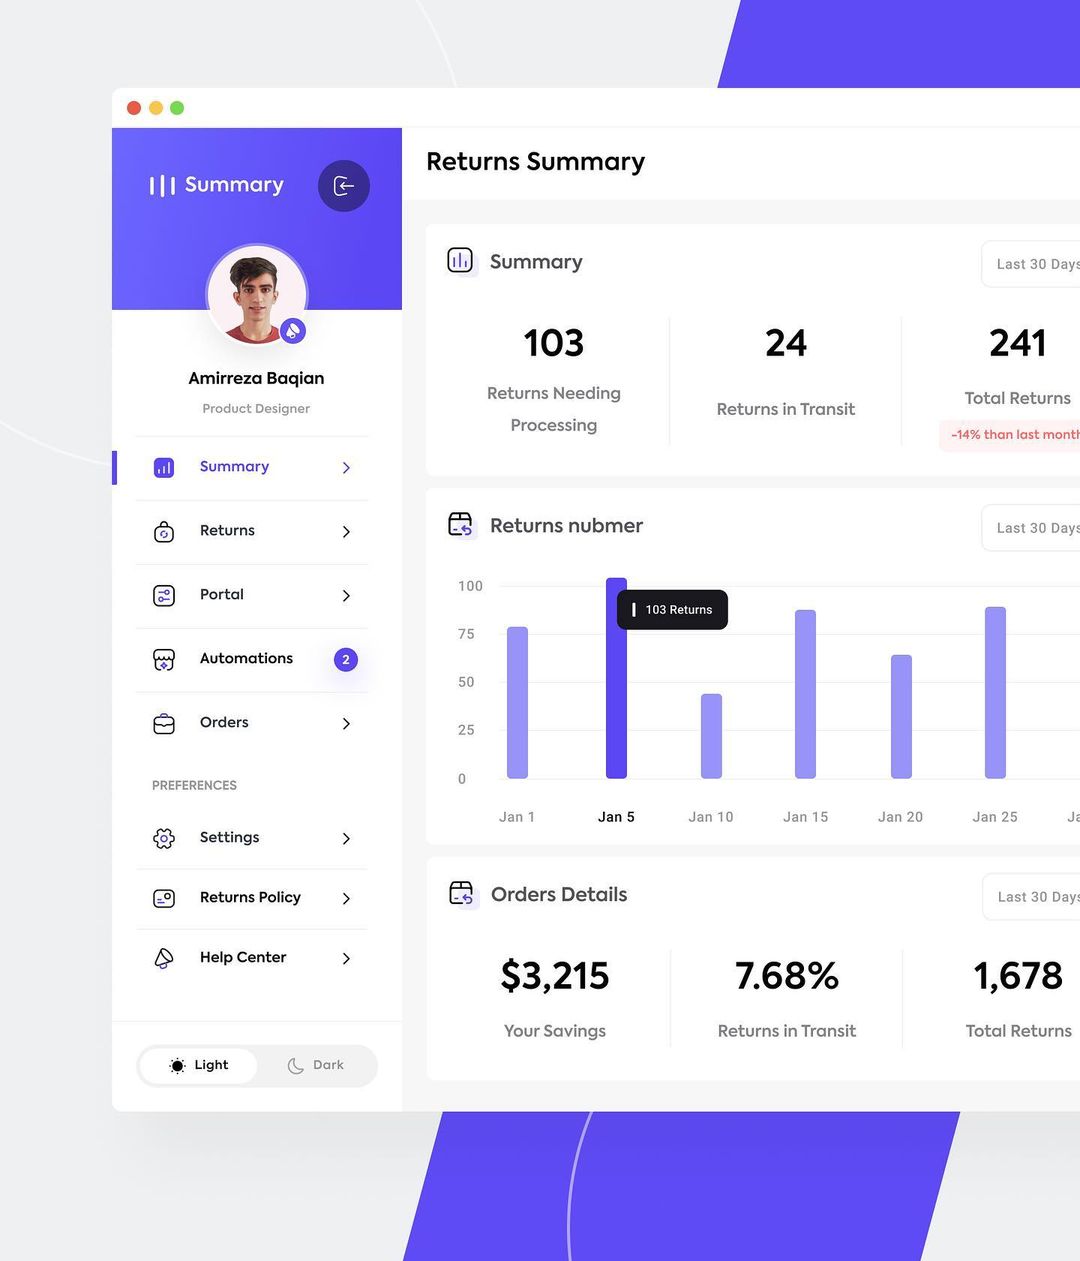 Summary
Returns Summary
Amirreza Baqian
Product Designer
Summary
Returns
Portal
Automations
2
Orders
PREFERENCES
Settings
Returns Policy
Help Center
Light
Dark
Summary
Last 30 Days
103
Returns Needing
Processing
24
Returns in Transit
241
Total Returns
-14% than last month
Returns nubmer
Last 30 Days
100
75
50
25
0
103 Returns
Jan 1
Jan 5
Jan 10
Jan 15
Jan 20
Jan 25
Ja
Orders Details
Last 30 Days
$3,215
Your Savings
7.68%
Returns in Transit
1,678
Total Returns